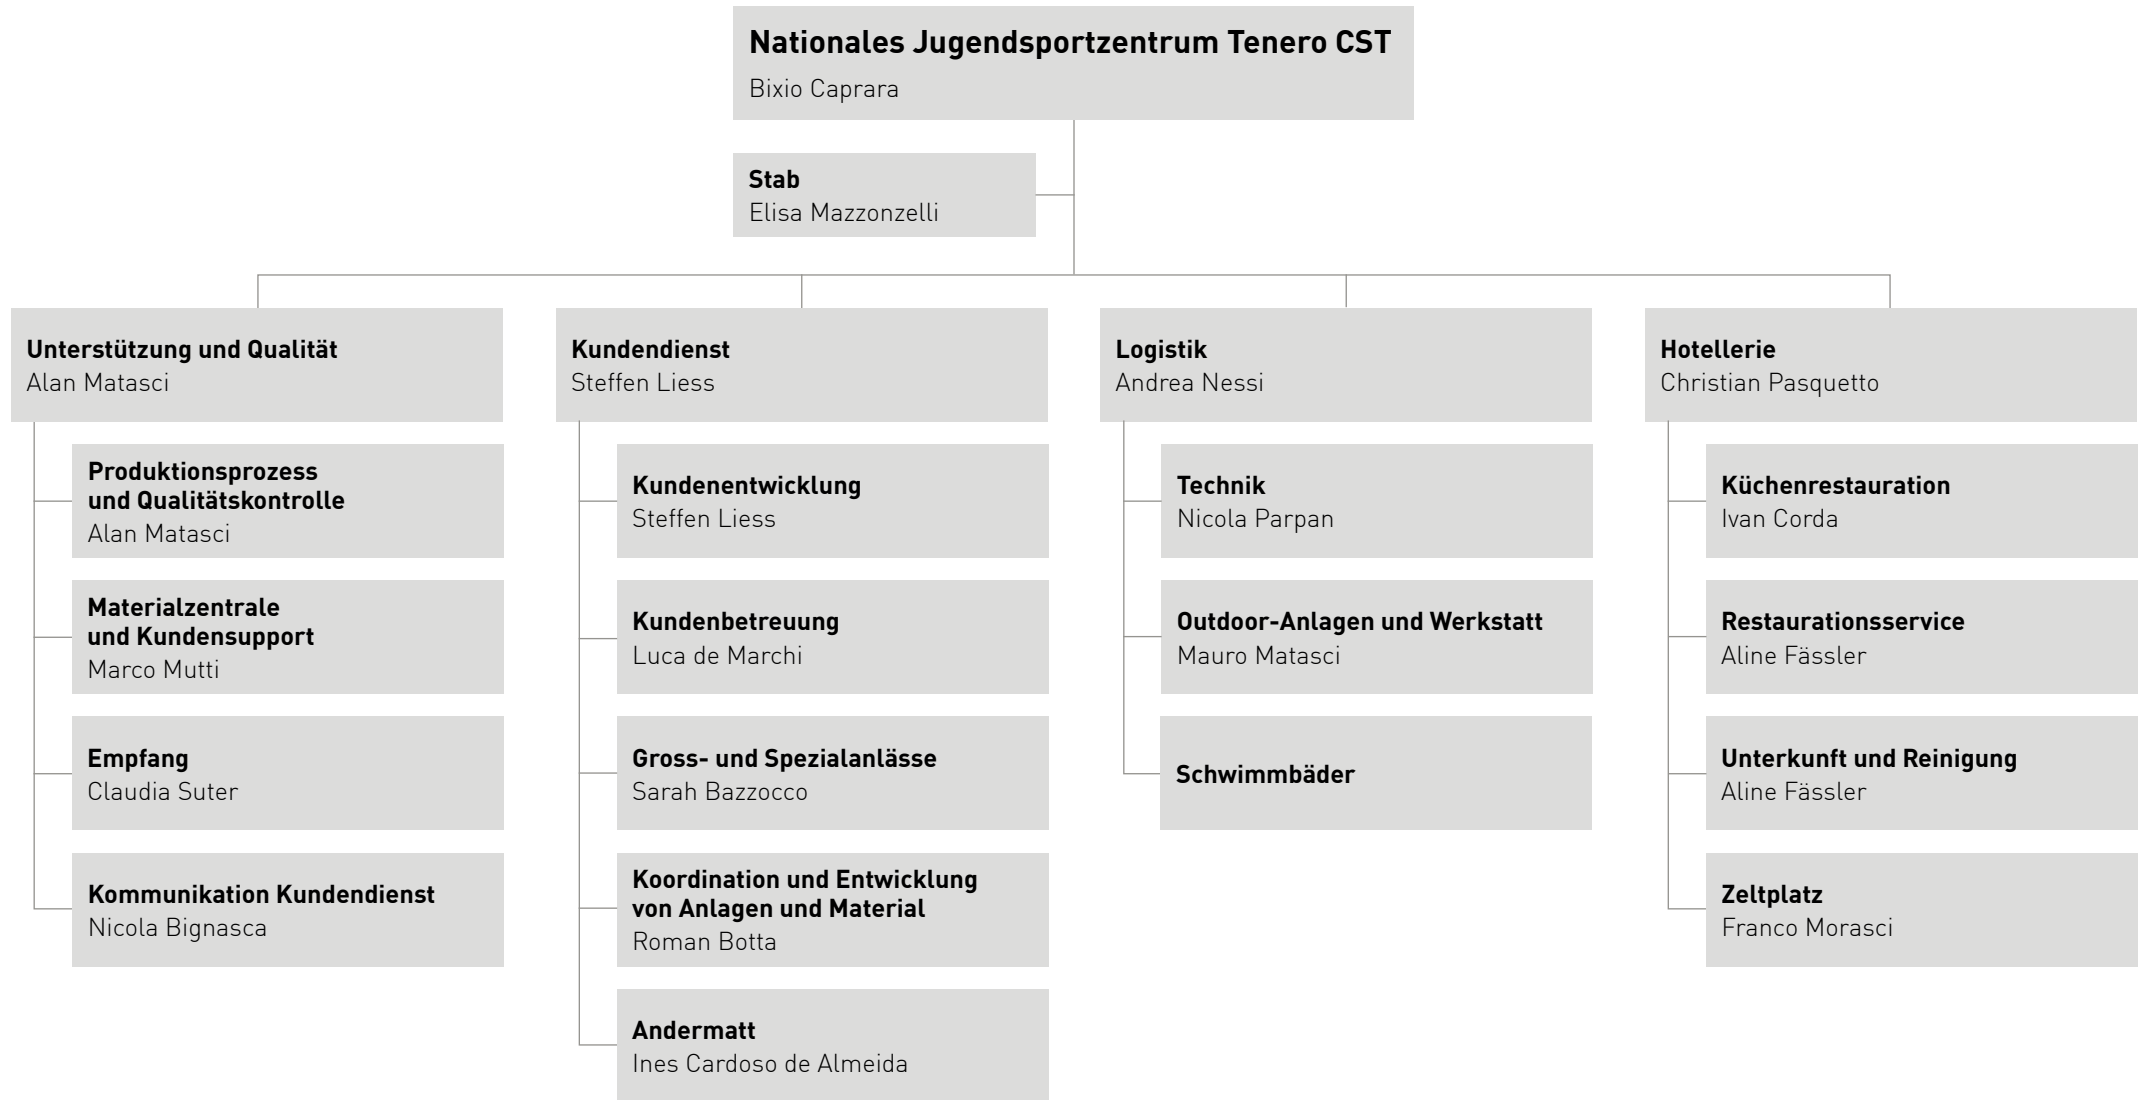 Nationales Jugendsportzentrum Tenero CST
Bixio Caprara
Stab
Elisa Mazzonzelli
Unterstützung und Qualität
Alan Matasci
Produktionsprozess
und Qualitätskontrolle
Alan Matasci
Materialzentrale
und Kundensupport
Marco Mutti
Empfang
Claudia Suter
Kommunikation Kundendienst
Nicola Bignasca
Kundendienst
Steffen Liess
Kundenentwicklung
Steffen Liess
Kundenbetreuung
Luca de Marchi
Gross- und Spezialanlässe
Sarah Bazzocco
Koordination und Entwicklung
von Anlagen und Material
Roman Botta
Andermatt
Ines Cardoso de Almeida
Logistik
Andrea Nessi
Technik
Nicola Parpan
Outdoor-Anlagen und Werkstatt
Mauro Matasci
Schwimmbäder
Hotellerie
Christian Pasquetto
Küchenrestauration
Ivan Corda
Restaurationsservice
Aline Fässler
Unterkunft und Reinigung
Aline Fässler
Zeltplatz
Franco Morasci